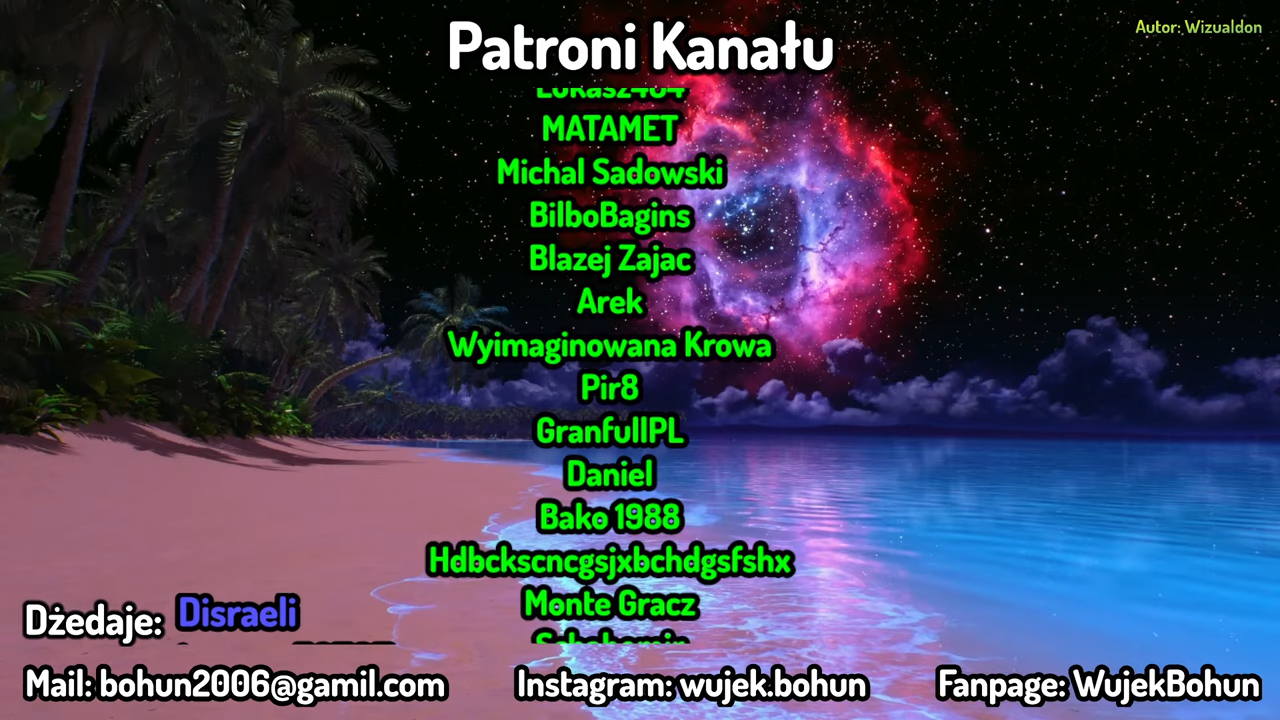 Patroni Kanału
Autor: Wizualdon
MATAMET
Michal Sadowski
BilboBagins
Blazej Zajac
Arek
Wyimaginowana Krowa
Pir8
GranfullPL
Daniel
Bako 1988
Hdbckscncgsjxbchdgsfshx
Monte Gracz
Dżedaje: Disraeli
Mail: bohun2006@gamil.com
Instagram: wujek.bohun
Fanpage: WujekBohun